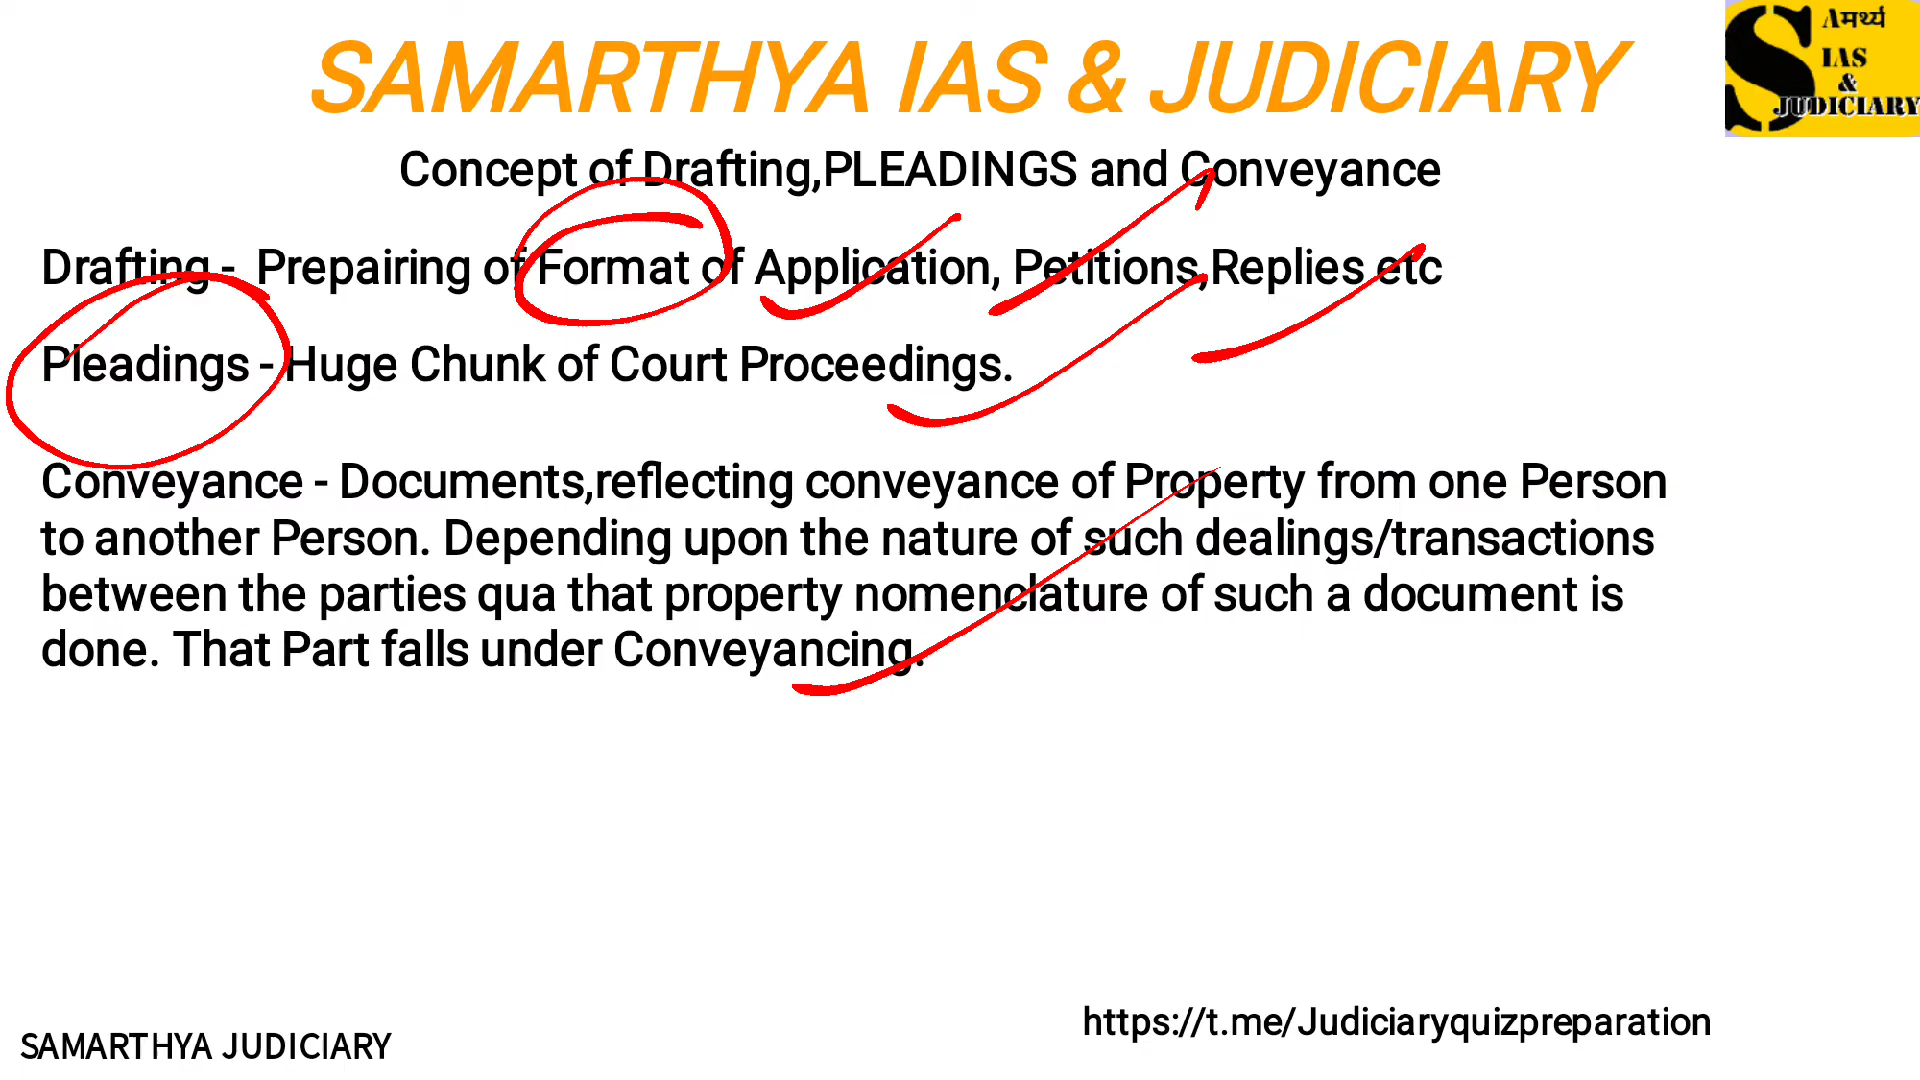 SAMARTHYA IAS & JUDICIARY
Aमर्थ्य
IAS
&
JUDICIARY
Concept of Drafting,PLEADINGS and Conveyance
Drafting - Prepairing of Format of Application, Petitions,Replies etc
Pleadings - Huge Chunk of Court Proceedings.
Conveyance - Documents,reflecting conveyance of Property from one Person
to another Person. Depending upon the nature of such dealings/transactions
between the parties qua that property nomenclature of such a document is
done. That Part falls under Conveyancing.
https://t.me/Judiciaryquizpreparation
SAMARTHYA JUDICIARY